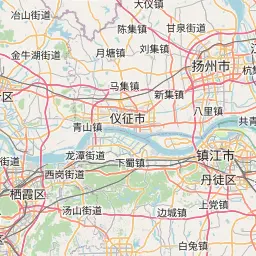 大仪镇
冶山街道
陈集镇
甘泉街道
金牛湖街道
月塘镇
刘集镇
扬州市
马集镇
新集镇
八里镇
仪征市
青山镇
龙潭街道
下蜀镇
镇江市
西岗街道
丹徒区
栖霞区
汤山街道
边城镇
上党镇
白兔镇